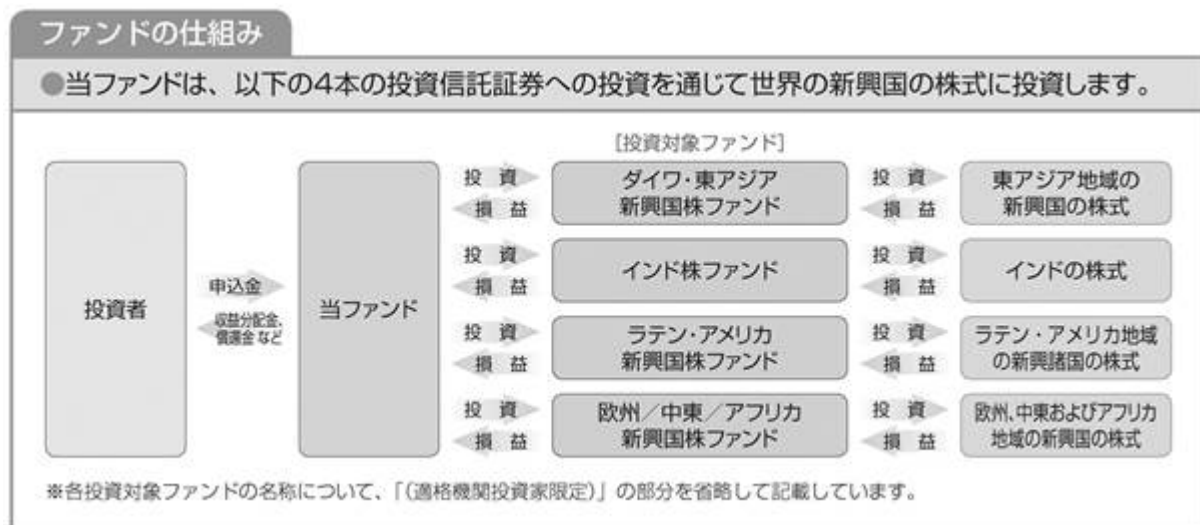 ファンドの仕組み
●当ファンドは、以下の4本の投資信託証券への投資を通じて世界の新興国の株式に投資します。
[投資対象ファンド]
投資者
申込金
収益分配金、
償還金 など
当ファンド
投 資
損 益
ダイワ・東アジア
新興国株ファンド
投 資
損 益
東アジア地域の
新興国の株式
投 資
損 益
インド株ファンド
投 資
損 益
インドの株式
投 資
損 益
ラテン・アメリカ
新興国株ファンド
投 資
損 益
ラテン・アメリカ地域
の新興諸国の株式
投 資
損 益
欧州／中東／アフリカ
新興国株ファンド
投 資
損 益
欧州、中東およびアフリカ
地域の新興国の株式
※各投資対象ファンドの名称について、「(適格機関投資家限定)」の部分を省略して記載しています。